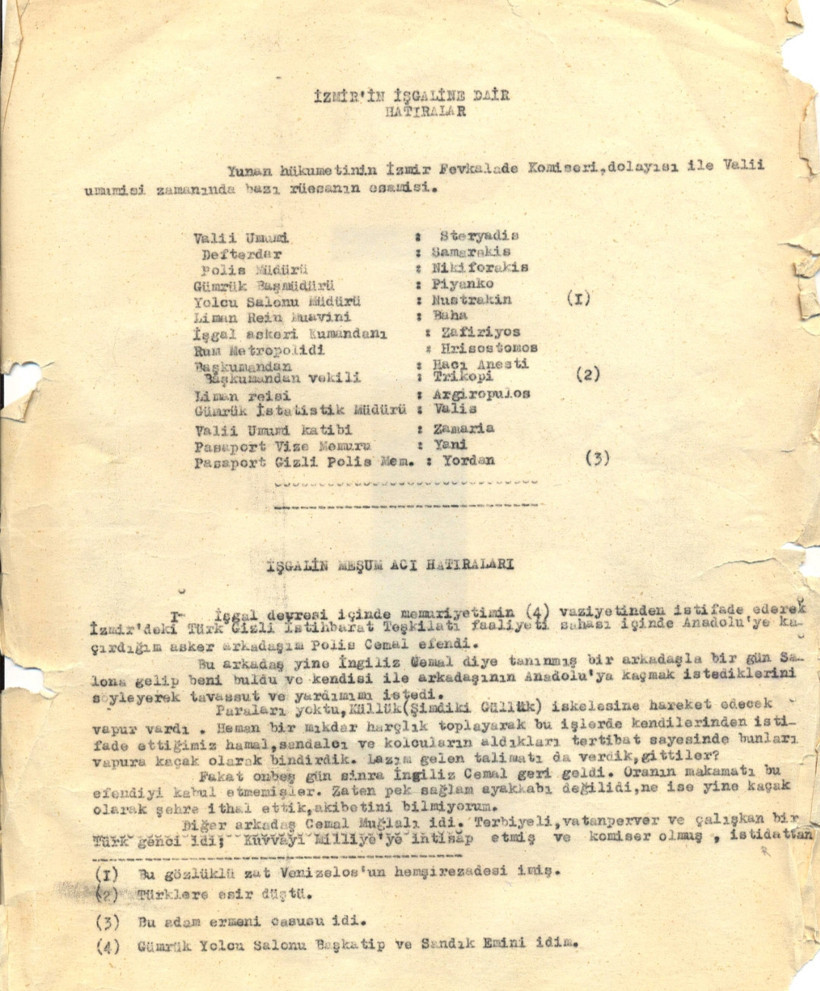 İZMİR'İN İŞGALİNE DAİR
HATIRALAR
Yunan hükumetinin İzmir Fevkalade Komiseri,dolayısı ile Valii
umumisi zamanında bazı rüesanın esamisi.
Valii Umumi : Steryadis
Defterdar : Samarakis
Polis Müdürü : Nikiforakis
Gümrük Başmüdürü : Piyanko
Yolcu Salonu Müdürü : Mustrakin (I)
Liman Rein Muavini : Baha
İşgal askeri Kumandanı : Zafiriyos
Rum Metropolidi : Hrisostomos
Başkumandan : Hacı Anesti
Başkumandan vekili : Trikopi (2)
Liman reisi : Argiropulos
Gümrük İstatistik Müdürü : Valis
Valii Umumi katibi : Zamaria
Pasaport Vize Memuru : Yani
Pasaport Gizli Polis Mem. : Yordan (3)
İŞGALİN MEŞUM ACI HATIRALARI
I- İşgal devresi içinde memuriyetimin (4) vaziyetinden istifade ederek
İzmir'deki Türk Gizli İstihbarat Teşkilatı faaliyeti sahası içinde Anadolu'ye ka-
çırdığım asker arkadaşım Polis Cemal efendi.
Bu arkadaş yine İngiliz Cemal diye tanınmış bir arkadaşla bir gün Sa-
lona gelip beni buldu ve kendisi ile arkadaşının Anadolu'ya kaçmak istediklerini
söyleyerek tavassut ve yardımımı istedi.
Paraları yoktu,Küllük(Şimdiki Güllük) iskelesine hareket edecek
vapur vardı . Heman bir mikdar harçlık toplayarak bu işlerde kendilerinden isti-
fade ettiğimiz hamal,sandalcı ve kolcuların aldıkları tertibat sayesinde bunları
vapura kaçak olarak bindirdik. Lazım gelen talimatı da verdik,gittiler?
Fakat onbeş gün sinra İngiliz Cemal geri geldi. Oranın makamatı bu
efendiyi kabul etmemişler. Zaten pek sağlam ayakkabı değilidi,ne ise yine kaçak
olarak şehre ithal ettik,akibetini bilmiyorum.
Diğer arkadaş Cemal Muğlalı idi. Terbiyeli,vatanperver ve çalışkan bir
Türk genci idi; Kuvvayi Milliye'ye intihap etmiş ve komiser olmuş , istidattan
(I) Bu gözlüklü zat Venizelos'un hemşirezadesi imiş.
(2) Türklere esir düştü.
(3) Bu adam ermeni casusu idi.
(4) Gümrük Yolcu Salonu Başkatip ve Sandık Emini idim.